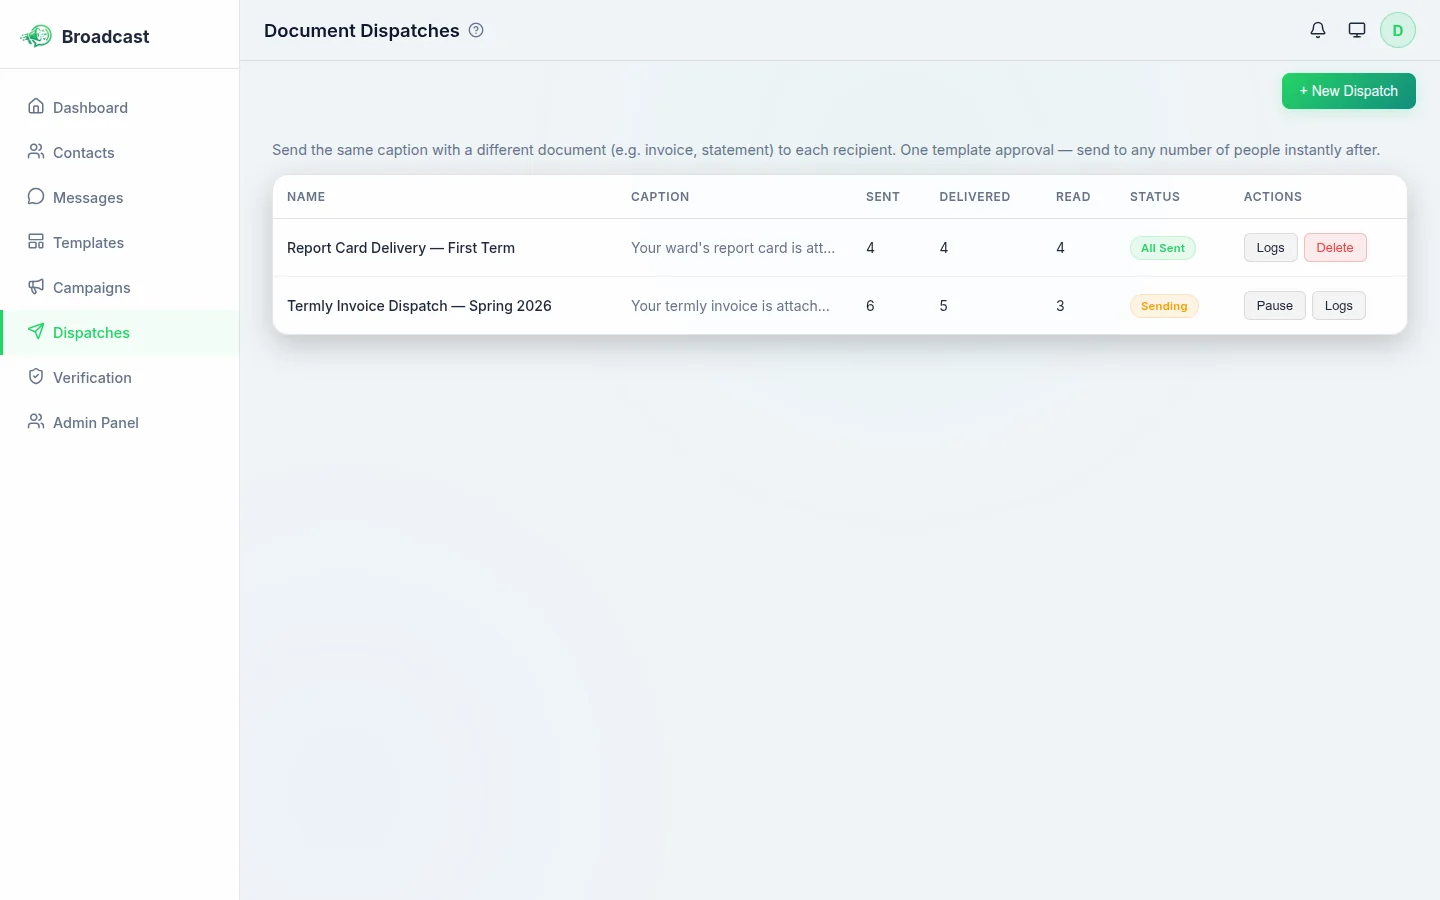 Broadcast
Document Dispatches
D
Dashboard
Contacts
Messages
Templates
Campaigns
Dispatches
Verification
Admin Panel
+ New Dispatch
Send the same caption with a different document (e.g. invoice, statement) to each recipient. One template approval — send to any number of people instantly after.
NAME CAPTION SENT DELIVERED READ STATUS ACTIONS
Report Card Delivery — First Term Your ward's report card is att... 4 4 4 All Sent Logs Delete
Termly Invoice Dispatch — Spring 2026 Your termly invoice is attach... 6 5 3 Sending Pause Logs